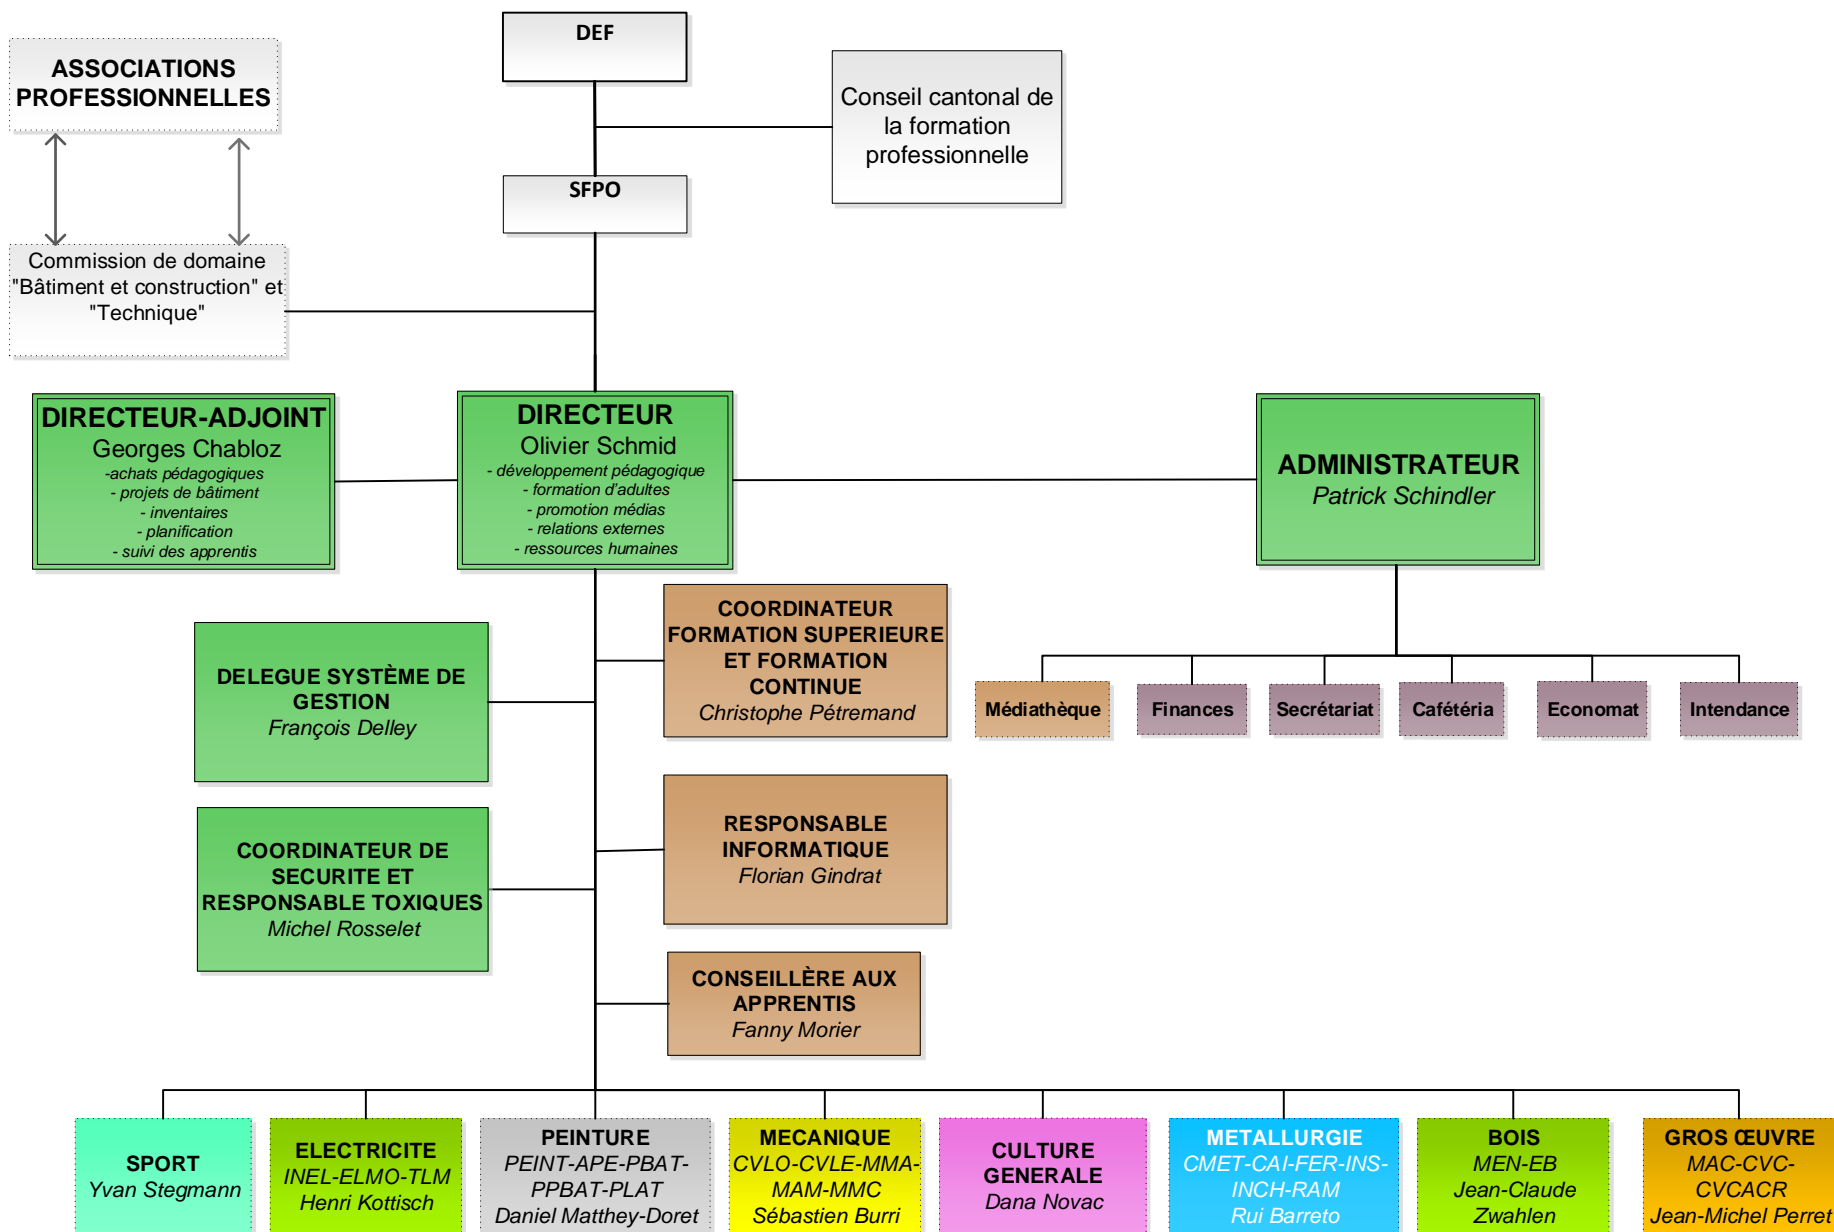 DEF
ASSOCIATIONS
PROFESSIONNELLES
Conseil cantonal de
la formation
professionnelle
SFPO
Commission de domaine
"Bâtiment et construction" et
"Technique"
DIRECTEUR-ADJOINT
Georges Chabloz
-achats pédagogiques
- projets de bâtiment
- inventaires
- planification
- suivi des apprentis
DIRECTEUR
Olivier Schmid
- développement pédagogique
- formation d'adultes
- promotion médias
- relations externes
- ressources humaines
ADMINISTRATEUR
Patrick Schindler
COORDINATEUR
FORMATION SUPERIEURE
ET FORMATION
CONTINUE
Christophe Pétremand
DELEGUE SYSTÈME DE
GESTION
François Delley
Médiathèque
Finances
Secrétariat
Cafétéria
Economat
Intendance
RESPONSABLE
INFORMATIQUE
Florian Gindrat
COORDINATEUR DE
SECURITE ET
RESPONSABLE TOXIQUES
Michel Rosselet
CONSEILLÈRE AUX
APPRENTIS
Fanny Morier
SPORT
Yvan Stegmann
ELECTRICITE
INEL-ELMO-TLM
Henri Kottisch
PEINTURE
PEINT-APE-PBAT-
PPBAT-PLAT
Daniel Matthey-Doret
MECANIQUE
CVLO-CVLE-MMA-
MAM-MMC
Sébastien Burri
CULTURE
GENERALE
Dana Novac
METALLURGIE
CMET-CAI-FER-INS-
INCH-RAM
Rui Barreto
BOIS
MEN-EB
Jean-Claude
Zwahlen
GROS ŒUVRE
MAC-CVC-
CVCACR
Jean-Michel Perret